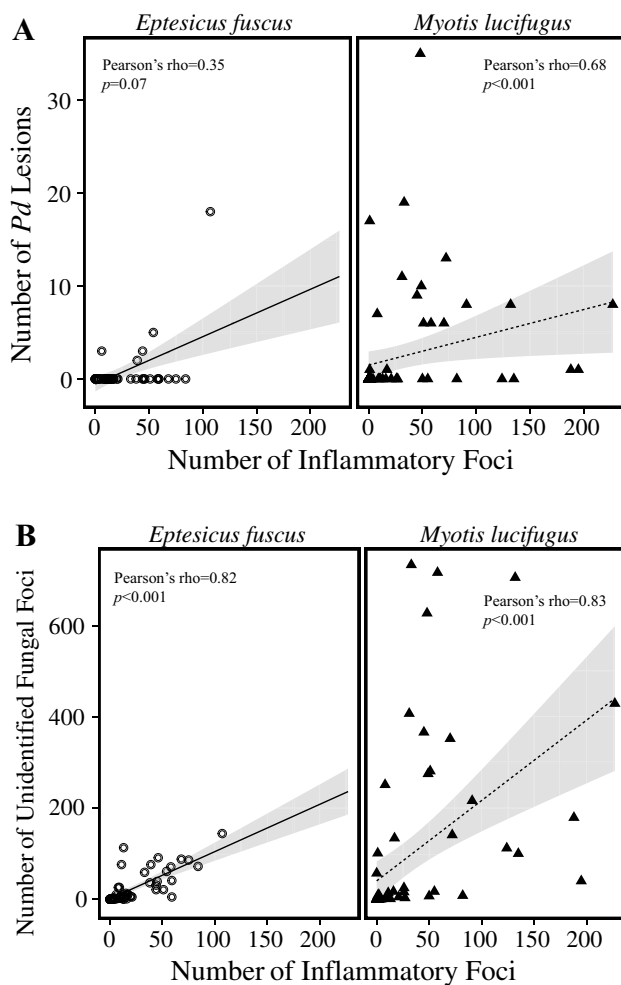 A
Eptesicus fuscus
Myotis lucifugus
Pearson's rho=0.35
p=0.07
Pearson's rho=0.68
p<0.001
Number of Pd Lesions
30
20
10
0
0 50 100 150 200
0 50 100 150 200
Number of Inflammatory Foci
B
Eptesicus fuscus
Myotis lucifugus
Pearson's rho=0.82
p<0.001
Pearson's rho=0.83
p<0.001
Number of Unidentified Fungal Foci
600
400
200
0
0 50 100 150 200
0 50 100 150 200
Number of Inflammatory Foci